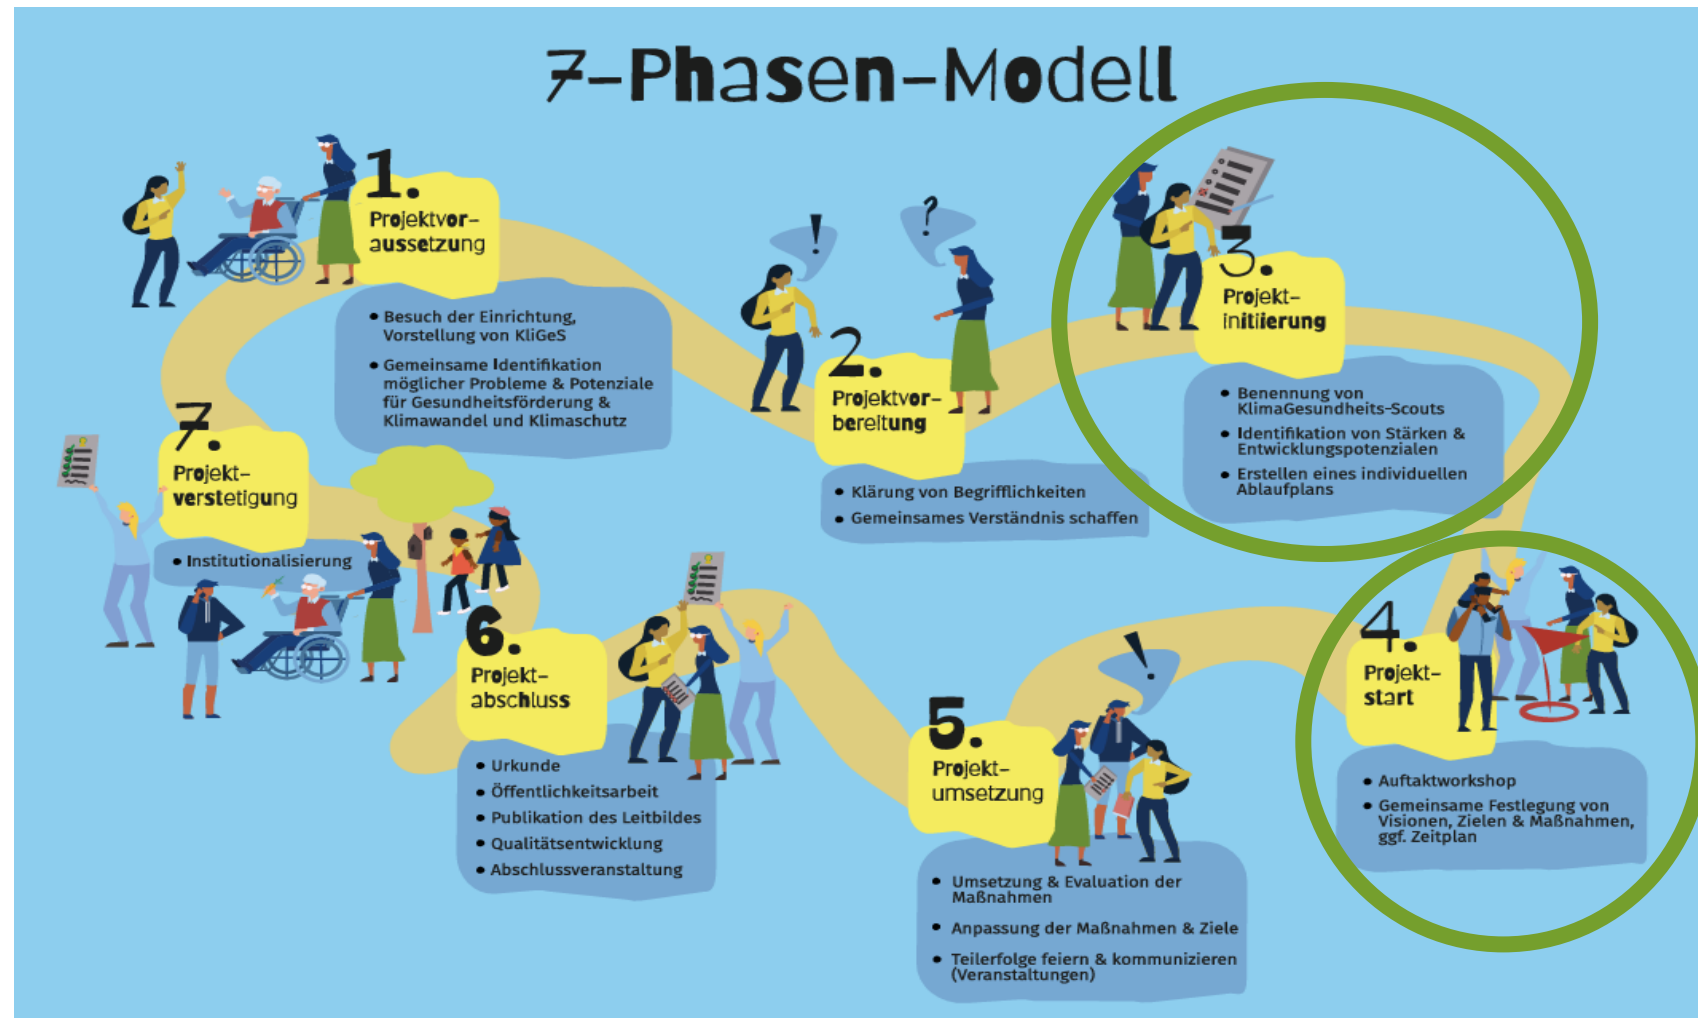 7-Phasen-Modell
1.
Projektvor-
aussetzung
• Besuch der Einrichtung,
Vorstellung von KliGeS
• Gemeinsame Identifikation
möglicher Probleme & Potenziale
für Gesundheitsförderung &
Klimawandel und Klimaschutz
!
?
2.
Projektvor-
bereitung
• Klärung von Begrifflichkeiten
• Gemeinsames Verständnis schaffen
3.
Projekt-
initiierung
• Benennung von
KlimaGesundheits-Scouts
• Identifikation von Stärken &
Entwicklungspotenzialen
• Erstellen eines individuellen
Ablaufplans
4.
Projekt-
start
• Auftaktworkshop
• Gemeinsame Festlegung von
Visionen, Zielen & Maßnahmen,
ggf. Zeitplan
!
5.
Projekt-
umsetzung
• Umsetzung & Evaluation der
Maßnahmen
• Anpassung der Maßnahmen & Ziele
• Teilerfolge feiern & kommunizieren
(Veranstaltungen)
6.
Projekt-
abschluss
• Urkunde
• Öffentlichkeitsarbeit
• Publikation des Leitbildes
• Qualitätsentwicklung
• Abschlussveranstaltung
7.
Projekt-
verstetigung
• Institutionalisierung